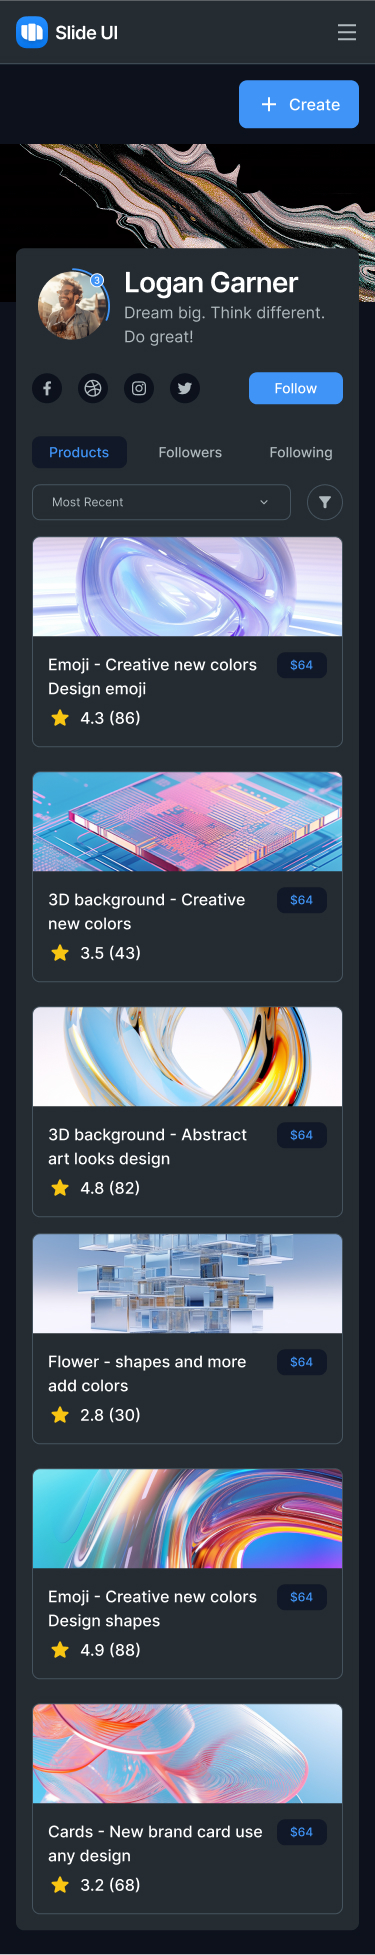 Slide UI
Create
3
Logan Garner
Dream big. Think different.
Do great!
Follow
Products
Followers
Following
Most Recent
Emoji - Creative new colors
Design emoji
$64
4.3 (86)
3D background - Creative
new colors
$64
3.5 (43)
3D background - Abstract
art looks design
$64
4.8 (82)
Flower - shapes and more
add colors
$64
2.8 (30)
Emoji - Creative new colors
Design shapes
$64
4.9 (88)
Cards - New brand card use
any design
$64
3.2 (68)